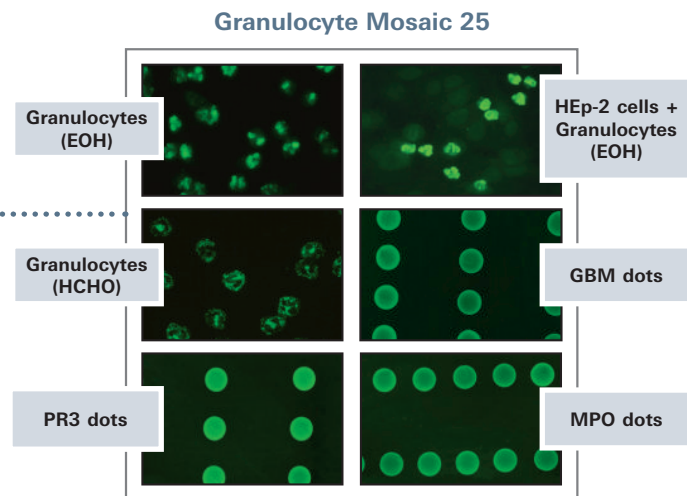 Granulocyte Mosaic 25
Granulocytes
(EOH)
HEp-2 cells +
Granulocytes
(EOH)
Granulocytes
(HCHO)
GBM dots
PR3 dots
MPO dots